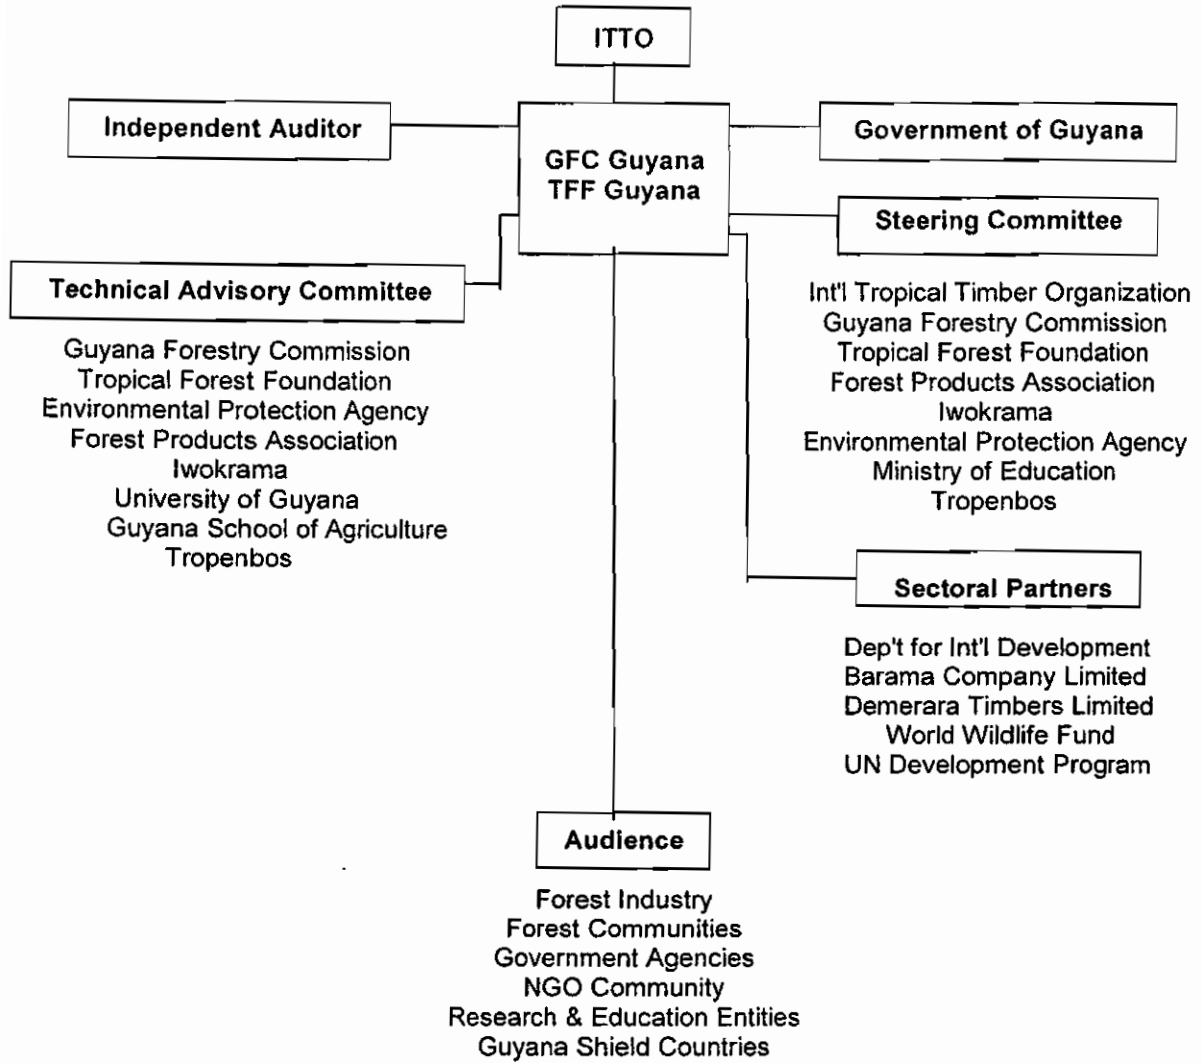 ITTO
Independent Auditor
GFC Guyana
TFF Guyana
Government of Guyana
Steering Committee
Int'l Tropical Timber Organization
Guyana Forestry Commission
Tropical Forest Foundation
Forest Products Association
Iwokrama
Environmental Protection Agency
Ministry of Education
Tropenbos
Technical Advisory Committee
Guyana Forestry Commission
Tropical Forest Foundation
Environmental Protection Agency
Forest Products Association
Iwokrama
University of Guyana
Guyana School of Agriculture
Tropenbos
Sectoral Partners
Dep't for Int'l Development
Barama Company Limited
Demerara Timbers Limited
World Wildlife Fund
UN Development Program
Audience
Forest Industry
Forest Communities
Government Agencies
NGO Community
Research & Education Entities
Guyana Shield Countries